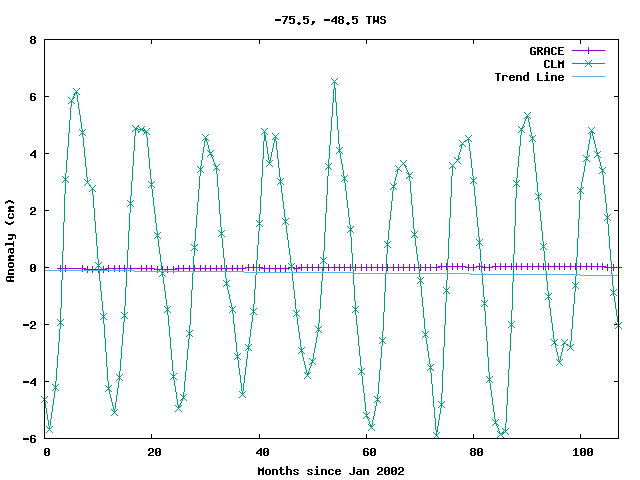 -75.5, -48.5 TWS
GRACE
CLM
Trend Line
8
6
4
2
0
-2
-4
-6
Anomaly (cm)
0 20 40 60 80 100
Months since Jan 2002